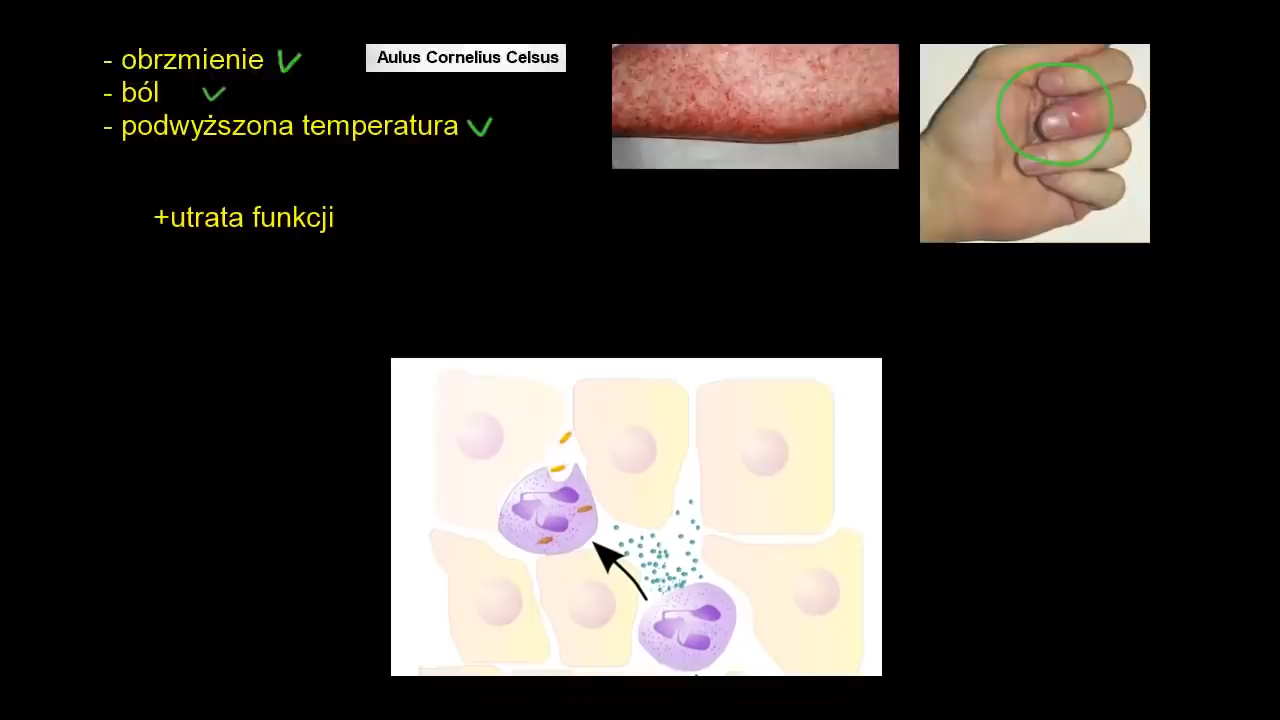 - obrzmienie
Aulus Cornelius Celsus
- ból
- podwyższona temperatura
+utrata funkcji